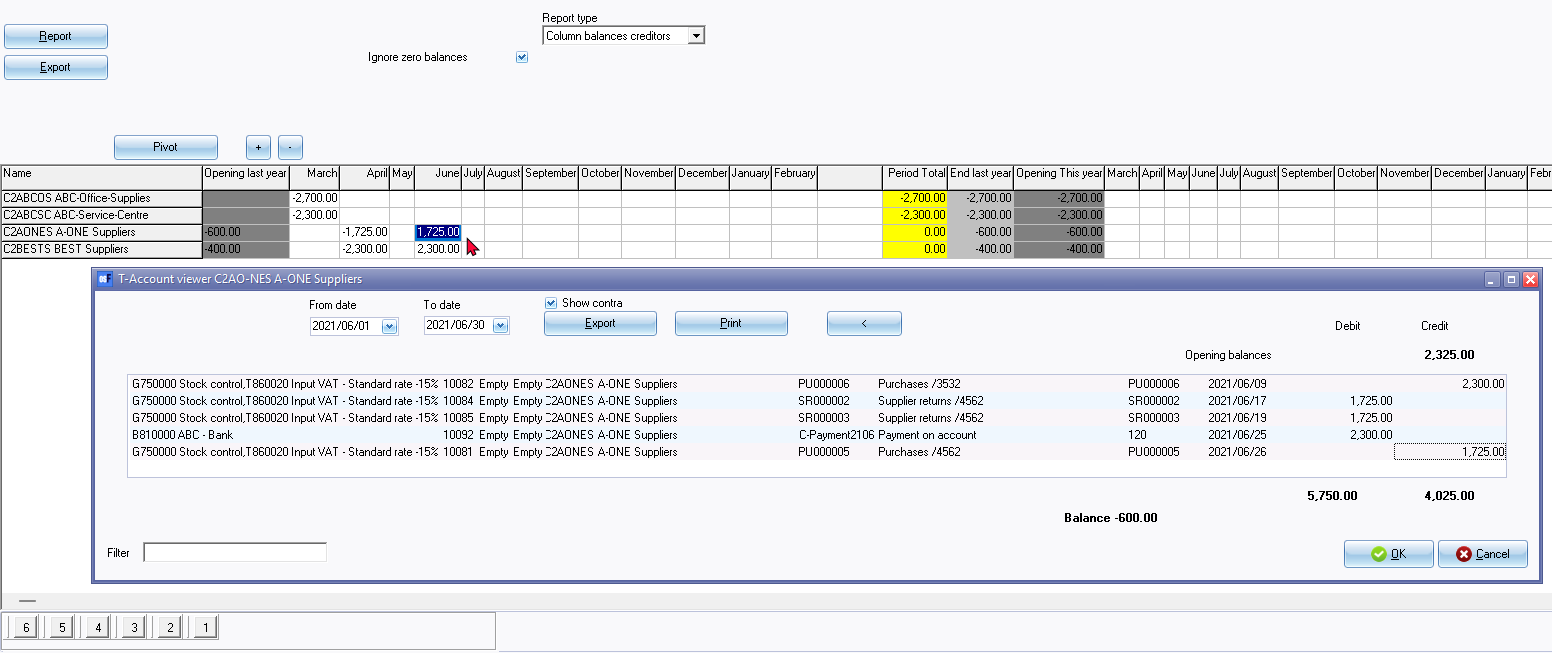 Report type
Report
Column balances creditors
Ignore zero balances
Export
Pivot + -
Name Opening last year March April May June July August September October November December January February Period Total End last year Opening This year March April May June July August September October November December January Febr
C2ABCOS ABC-Office-Supplies -2,700.00 -2,700.00 -2,700.00 -2,700.00
C2ABCSC ABC-Service-Centre -2,300.00 -2,300.00 -2,300.00 -2,300.00
C2AONES A-ONE Suppliers -600.00 -1,725.00 1,725.00 0.00 -600.00 -600.00
C2BESTS BEST Suppliers -400.00 -2,300.00 2,300.00 0.00 -400.00 -400.00
T-Account viewer C2AO-NES A-ONE Suppliers
From date To date Show contra
2021/06/01 2021/06/30 Export Print <
Debit Credit
Opening balances 2,325.00
G750000 Stock control,T860020 Input VAT - Standard rate -15% 10082 Empty Empty C2AONES A-ONE Suppliers PU000006 Purchases /3532 PU000006 2021/06/09 2,300.00
G750000 Stock control,T860020 Input VAT - Standard rate -15% 10084 Empty Empty C2AONES A-ONE Suppliers SR000002 Supplier returns /4562 SR000002 2021/06/17 1,725.00
G750000 Stock control,T860020 Input VAT - Standard rate -15% 10085 Empty Empty C2AONES A-ONE Suppliers SR000003 Supplier returns /4562 SR000003 2021/06/19 1,725.00
B810000 ABC - Bank 10092 Empty Empty C2AONES A-ONE Suppliers C-Payment2106 Payment on account 120 2021/06/25 2,300.00
G750000 Stock control,T860020 Input VAT - Standard rate -15% 10081 Empty Empty C2AONES A-ONE Suppliers PU000005 Purchases /4562 PU000005 2021/06/26 1,725.00
5,750.00 4,025.00
Balance -600.00
Filter
OK Cancel
6 5 4 3 2 1